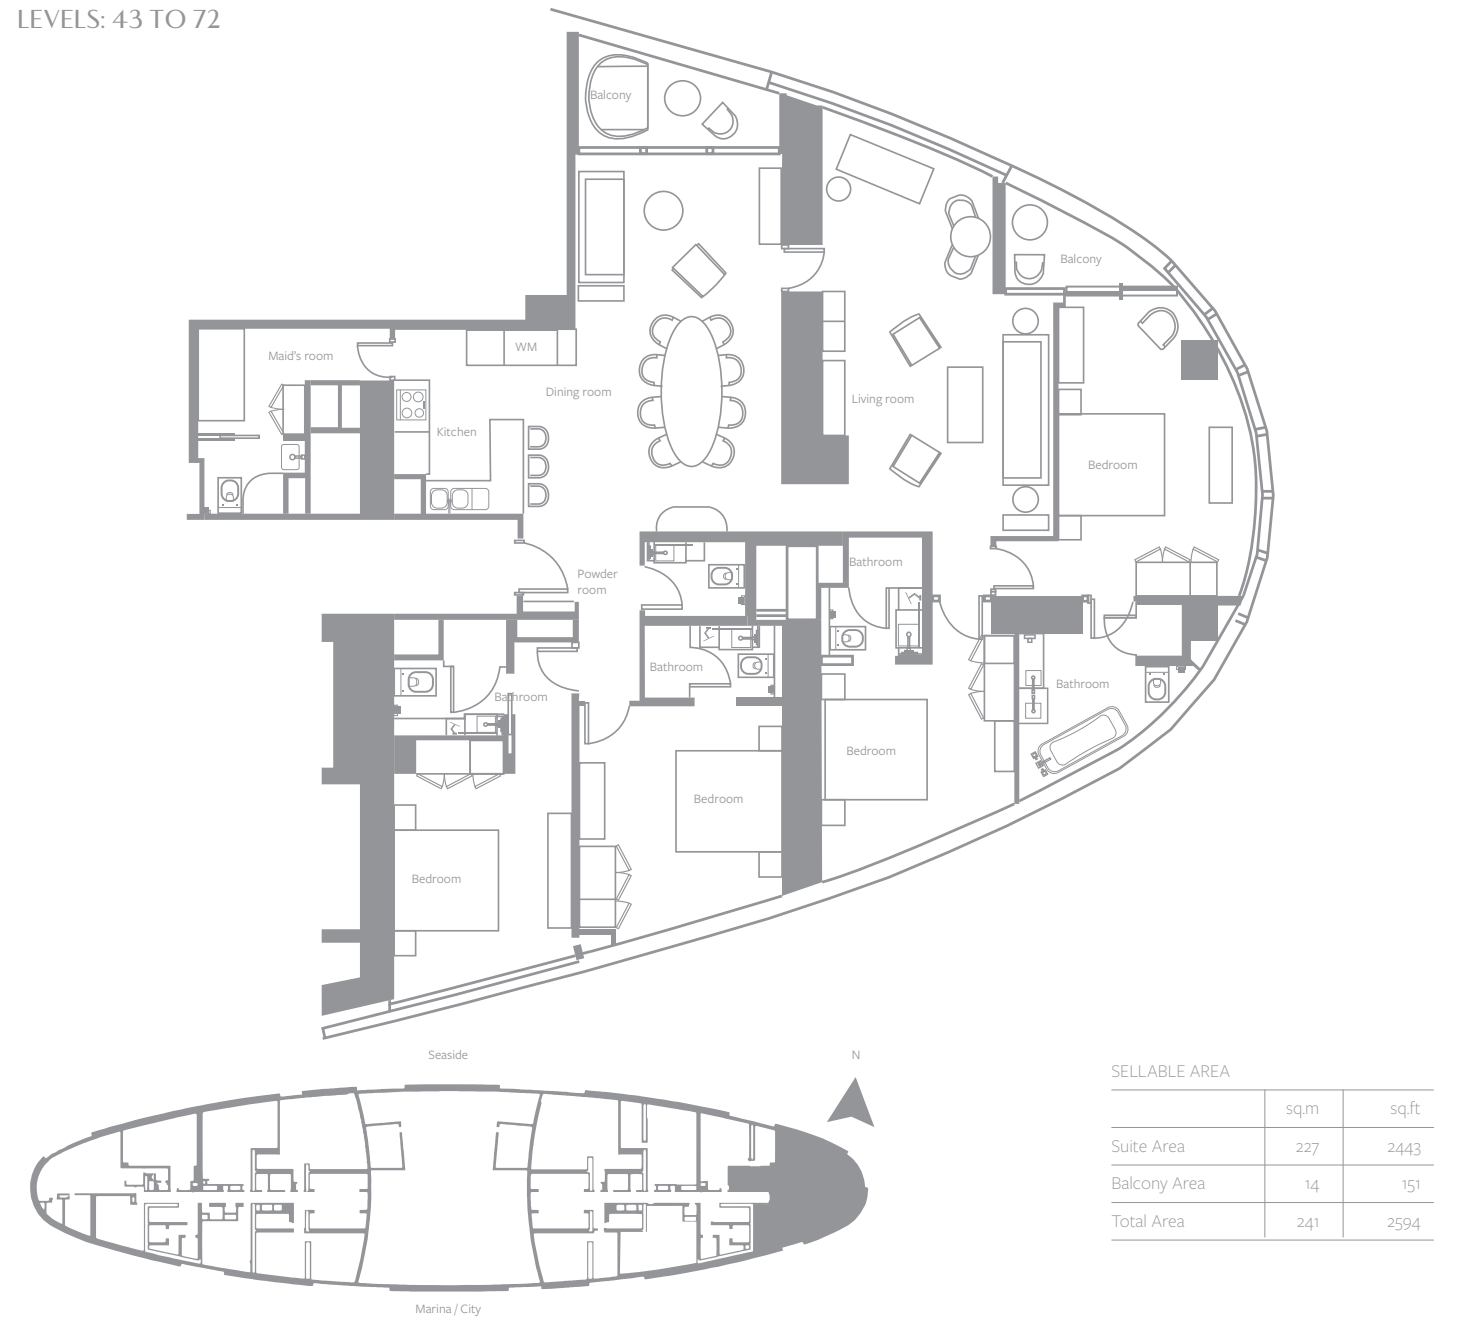 LEVELS: 43 TO 72
Balcony
Balcony
Maid's room
WM
Dining room
Living room
Kitchen
Bedroom
Powder
room
Bathroom
Bathroom
Bathroom
Bathroom
Bedroom
Bedroom
Bedroom
Seaside
N
SELLABLE AREA
sq.m sq.ft
Suite Area 227 2443
Balcony Area 14 151
Total Area 241 2594
Marina / City